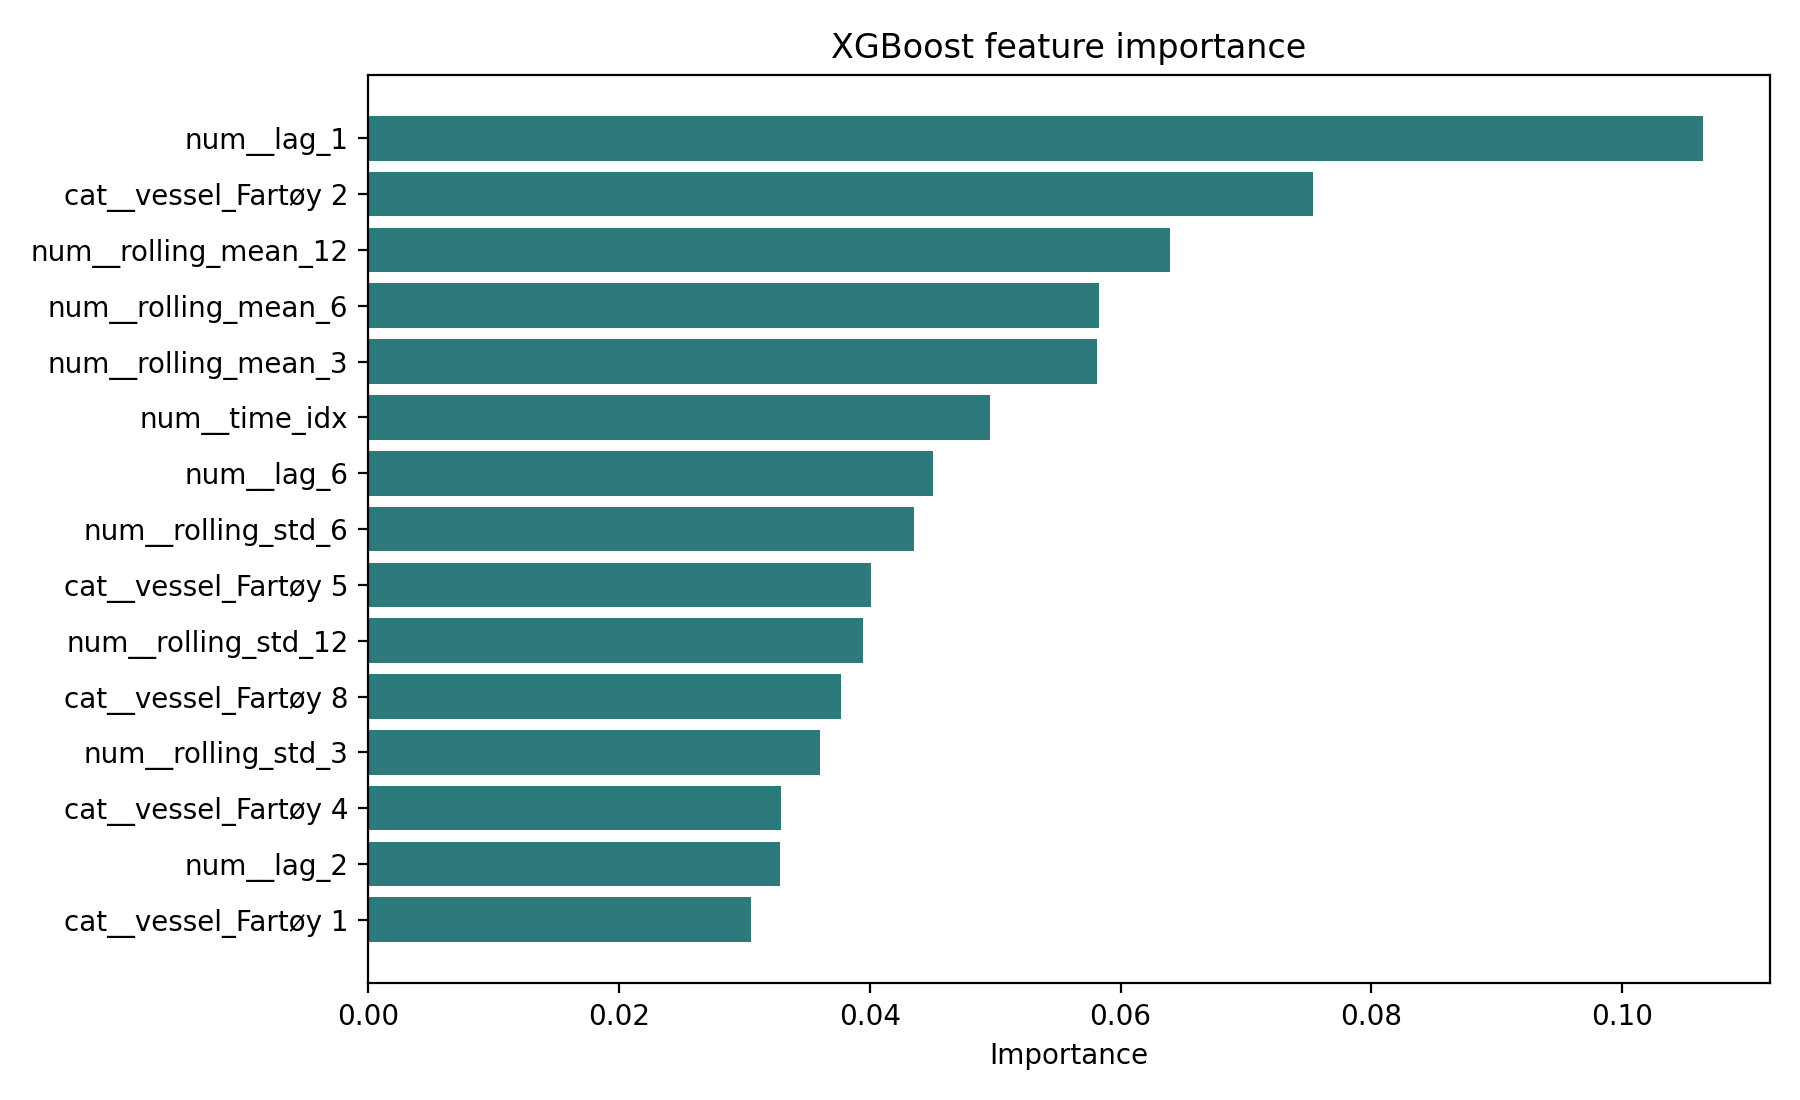 XGBoost feature importance
num__lag_1
cat__vessel_Fartøy 2
num__rolling_mean_12
num__rolling_mean_6
num__rolling_mean_3
num__time_idx
num__lag_6
num__rolling_std_6
cat__vessel_Fartøy 5
num__rolling_std_12
cat__vessel_Fartøy 8
num__rolling_std_3
cat__vessel_Fartøy 4
num__lag_2
cat__vessel_Fartøy 1
0.00 0.02 0.04 0.06 0.08 0.10
Importance